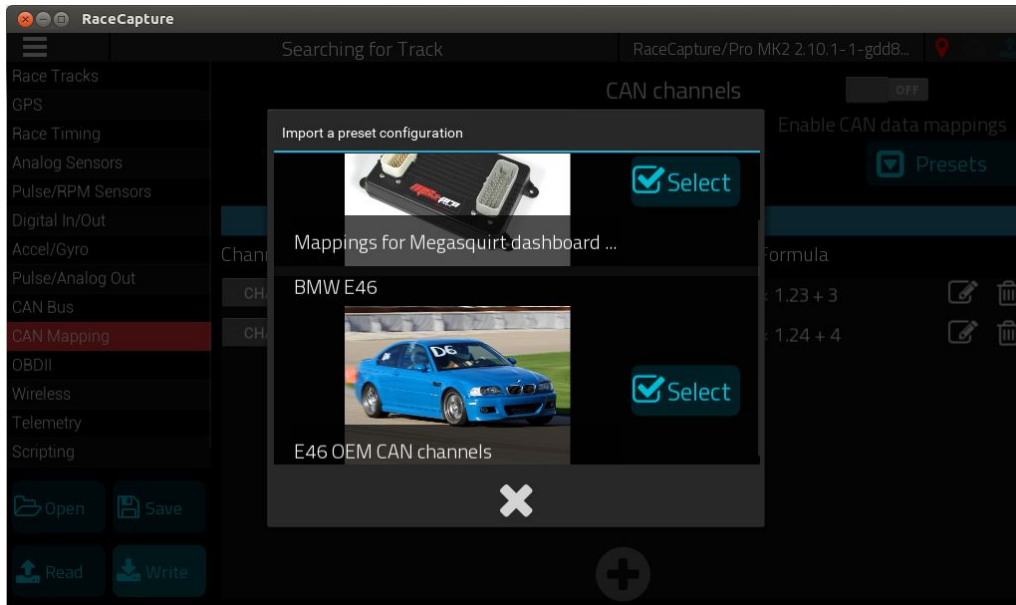 RaceCapture
Searching for Track
RaceCapture/Pro MK2 2.10.1-1-gdd8...
Race Tracks
GPS
Race Timing
Analog Sensors
Pulse/RPM Sensors
Digital In/Out
Accel/Gyro
Pulse/Analog Out
CAN Bus
CAN Mapping
OBDII
Wireless
Telemetry
Scripting
Open
Save
Read
Write
CAN channels
OFF
Enable CAN data mappings
Presets
Formula
1.23 + 3
1.24 + 4
Import a preset configuration
Select
Mappings for Megasquirt dashboard ...
BMW E46
D6
Select
E46 OEM CAN channels